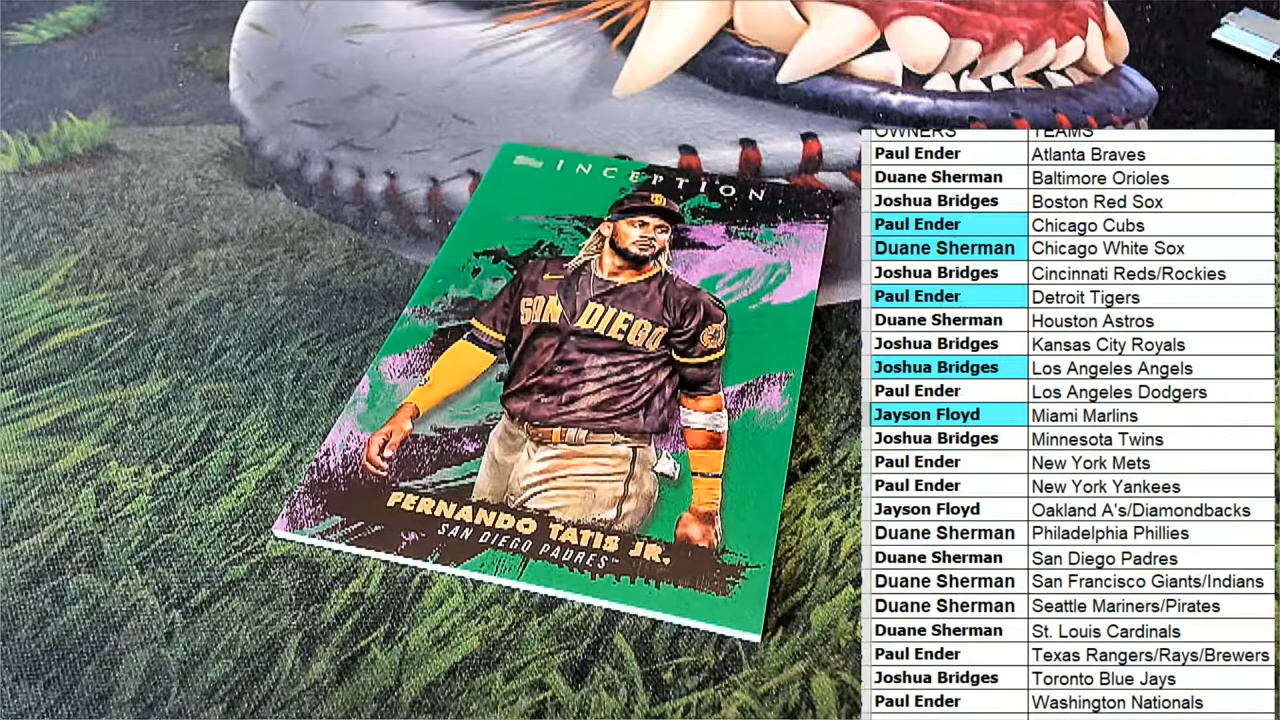 INCEPTION
SAN DIEGO
FERNANDO TATIS JR.
SAN DIEGO PADRES™
OWNERS TEAMS
Paul Ender Atlanta Braves
Duane Sherman Baltimore Orioles
Joshua Bridges Boston Red Sox
Paul Ender Chicago Cubs
Duane Sherman Chicago White Sox
Joshua Bridges Cincinnati Reds/Rockies
Paul Ender Detroit Tigers
Duane Sherman Houston Astros
Joshua Bridges Kansas City Royals
Joshua Bridges Los Angeles Angels
Paul Ender Los Angeles Dodgers
Jayson Floyd Miami Marlins
Joshua Bridges Minnesota Twins
Paul Ender New York Mets
Paul Ender New York Yankees
Jayson Floyd Oakland A's/Diamondbacks
Duane Sherman Philadelphia Phillies
Duane Sherman San Diego Padres
Duane Sherman San Francisco Giants/Indians
Duane Sherman Seattle Mariners/Pirates
Duane Sherman St. Louis Cardinals
Paul Ender Texas Rangers/Rays/Brewers
Joshua Bridges Toronto Blue Jays
Paul Ender Washington Nationals